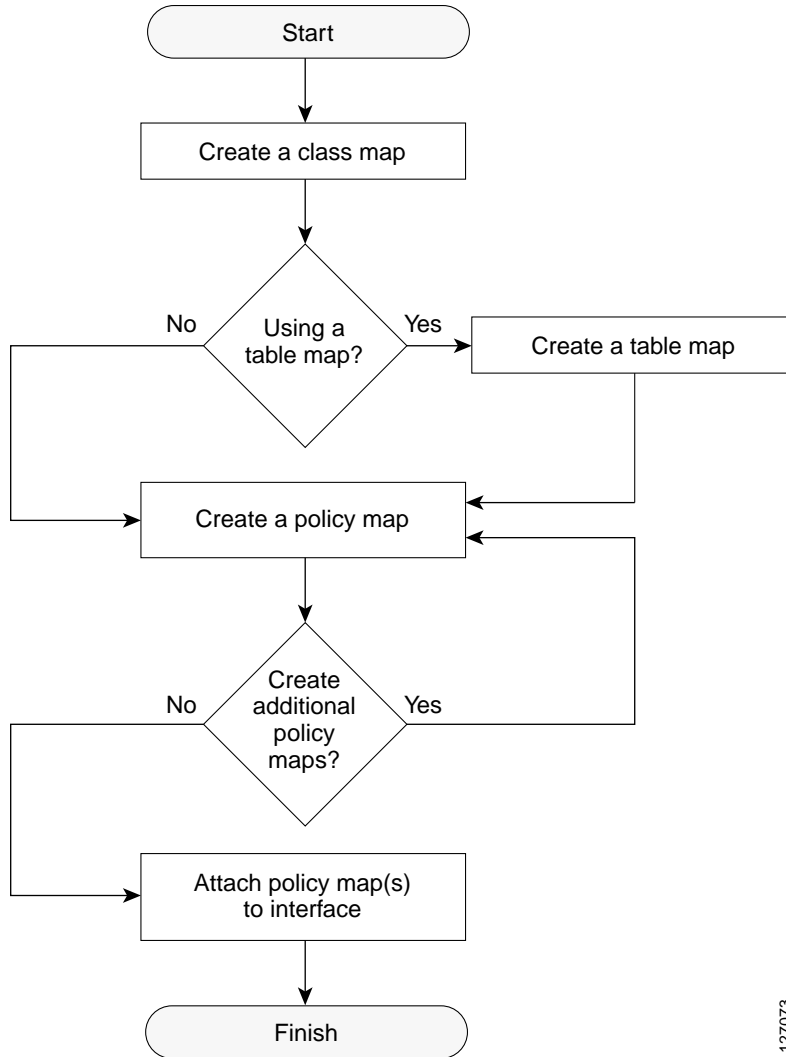 Start
Create a class map
No
Using a
table map?
Yes
Create a table map
Create a policy map
No
Create
additional
policy
maps?
Yes
Attach policy map(s)
to interface
Finish
127073